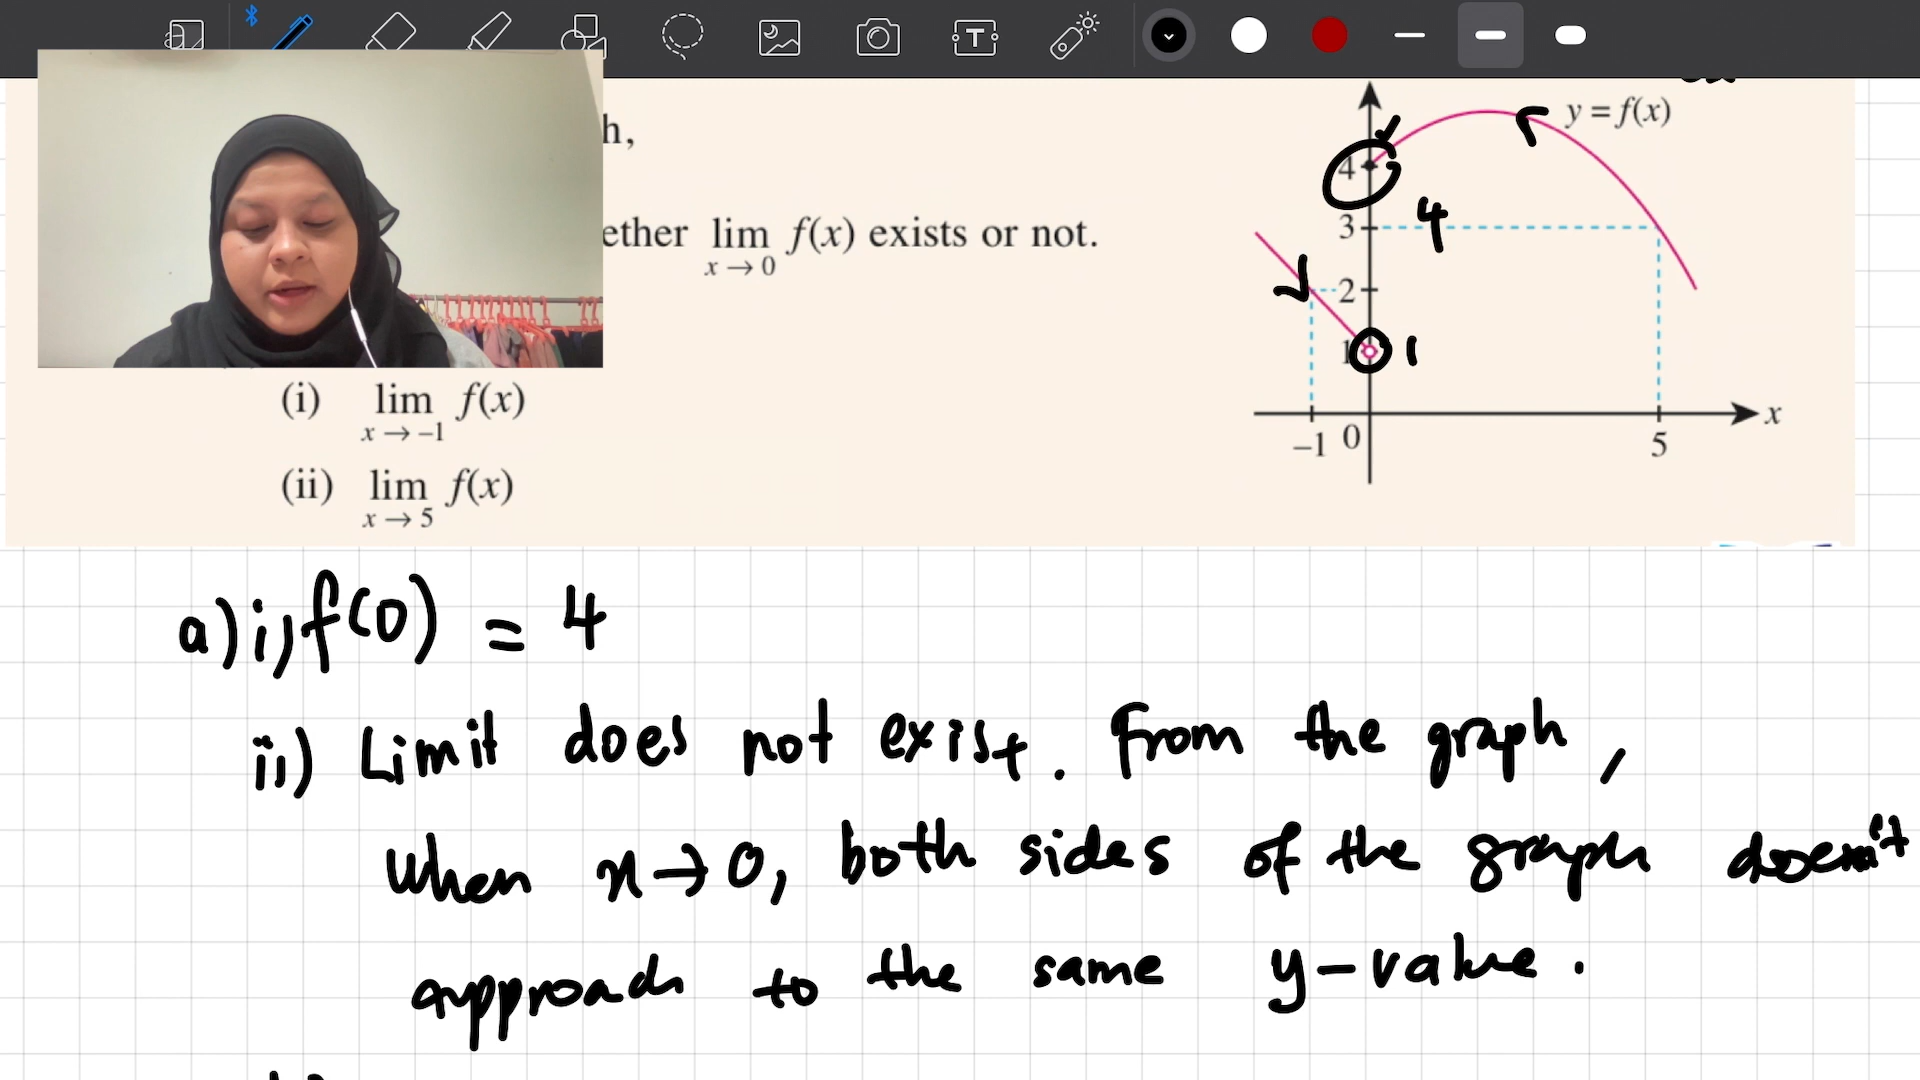 h,
ether lim f(x) exists or not.
x → 0
(i) lim f(x)
x → –1
(ii) lim f(x)
x → 5
y = f(x)
4
3
4
2
1
1
–1
0
5
x
a) i) f(0) = 4
ii) Limit does not exist. From the graph,
when x → 0, both sides of the graph doesn't
approach to the same y-value.